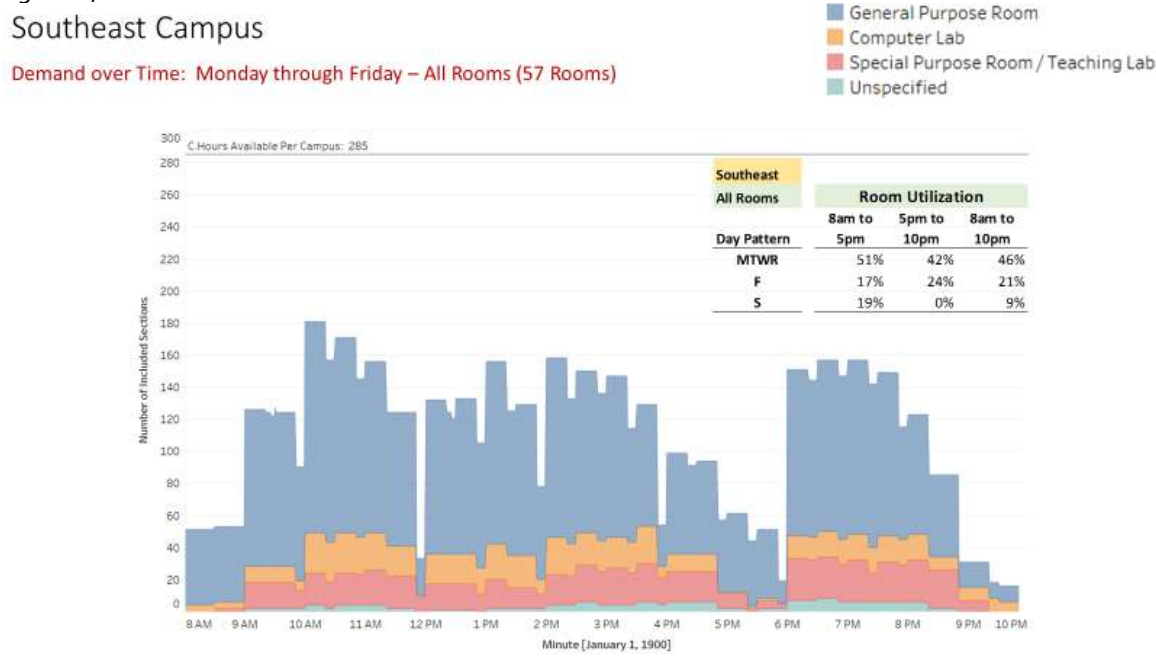 Southeast Campus
Demand over Time:  Monday through Friday – All Rooms (57 Rooms)
General Purpose Room
Computer Lab
Special Purpose Room / Teaching Lab
Unspecified
C.Hours Available Per Campus: 285
300
280
260
240
220
200
180
160
140
120
100
80
60
40
20
0
Number of Included Sections
Southeast
All Rooms Room Utilization
8am to 5pm to 8am to
Day Pattern 5pm 10pm 10pm
MTWR 51% 42% 46%
F 17% 24% 21%
S 19% 0% 9%
8 AM 9 AM 10 AM 11 AM 12 PM 1 PM 2 PM 3 PM 4 PM 5 PM 6 PM 7 PM 8 PM 9 PM 10 PM
Minute [January 1, 1900]